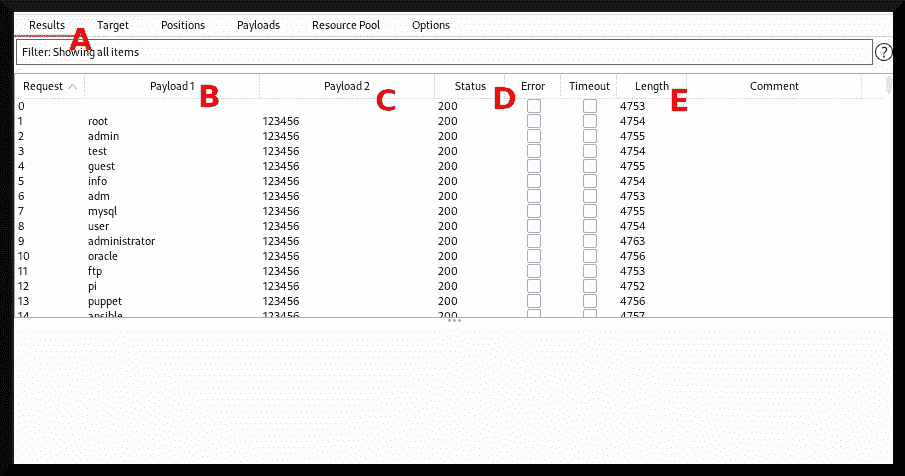 Results Target Positions Payloads Resource Pool Options
A
Filter: Showing all items ?
Request Payload 1 B Payload 2 C Status D Error Timeout Length E Comment
0 200 4753
1 root 123456 200 4754
2 admin 123456 200 4755
3 test 123456 200 4754
4 guest 123456 200 4755
5 info 123456 200 4754
6 adm 123456 200 4753
7 mysql 123456 200 4755
8 user 123456 200 4754
9 administrator 123456 200 4763
10 oracle 123456 200 4756
11 ftp 123456 200 4753
12 pi 123456 200 4752
13 puppet 123456 200 4756
14 ansible 123456 200 4757